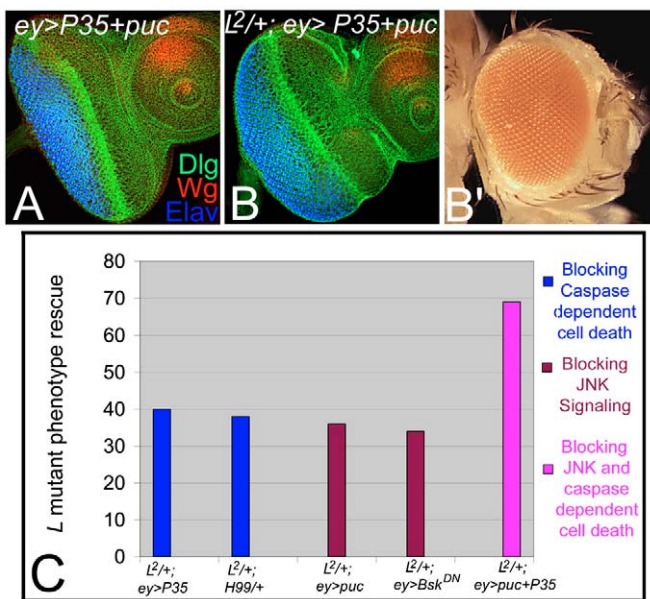 ey>P35+puc
L²/+; ey> P35+ puc
Dlg
Wg
Elav
A
B
B'
80
70
60
50
40
30
20
10
0
L mutant phenotype rescue
L²/+;
ey>P35
L²/+;
H99/+
L²/+;
ey>puc
L²/+;
ey>Bsk^DN
L²/+;
ey>puc+P35
Blocking
Caspase
dependent
cell death
Blocking
JNK
Signaling
Blocking
JNK and
caspase
dependent
cell death
C